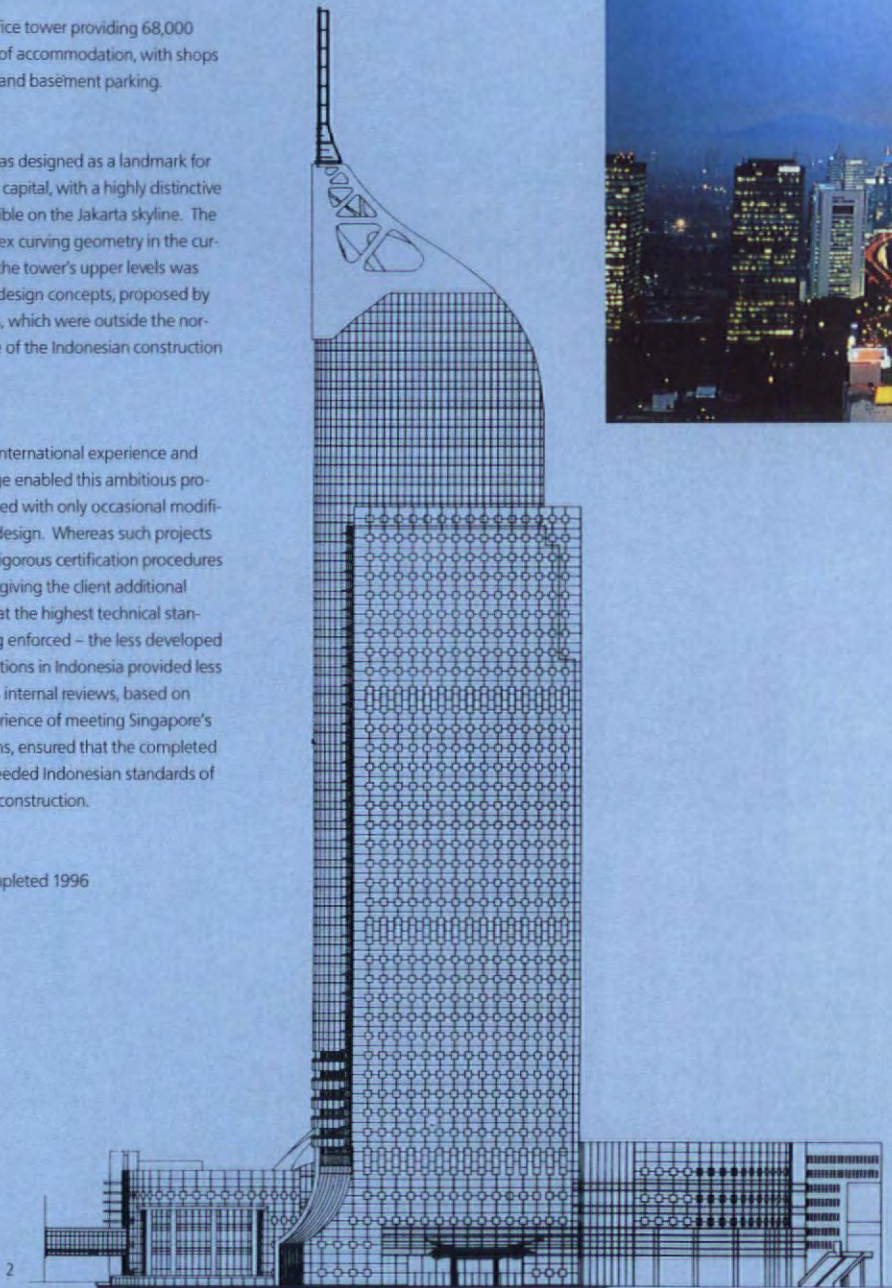 ice tower providing 68,000
of accommodation, with shops
and basement parking.
as designed as a landmark for
capital, with a highly distinctive
ible on the Jakarta skyline. The
ex curving geometry in the cur-
the tower's upper levels was
design concepts, proposed by
, which were outside the nor-
e of the Indonesian construction
nternational experience and
ge enabled this ambitious pro-
ed with only occasional modifi-
design. Whereas such projects
igorous certification procedures
giving the client additional
at the highest technical stan-
g enforced – the less developed
tions in Indonesia provided less
internal reviews, based on
rience of meeting Singapore's
ns, ensured that the completed
eeded Indonesian standards of
construction.
pleted 1996
2